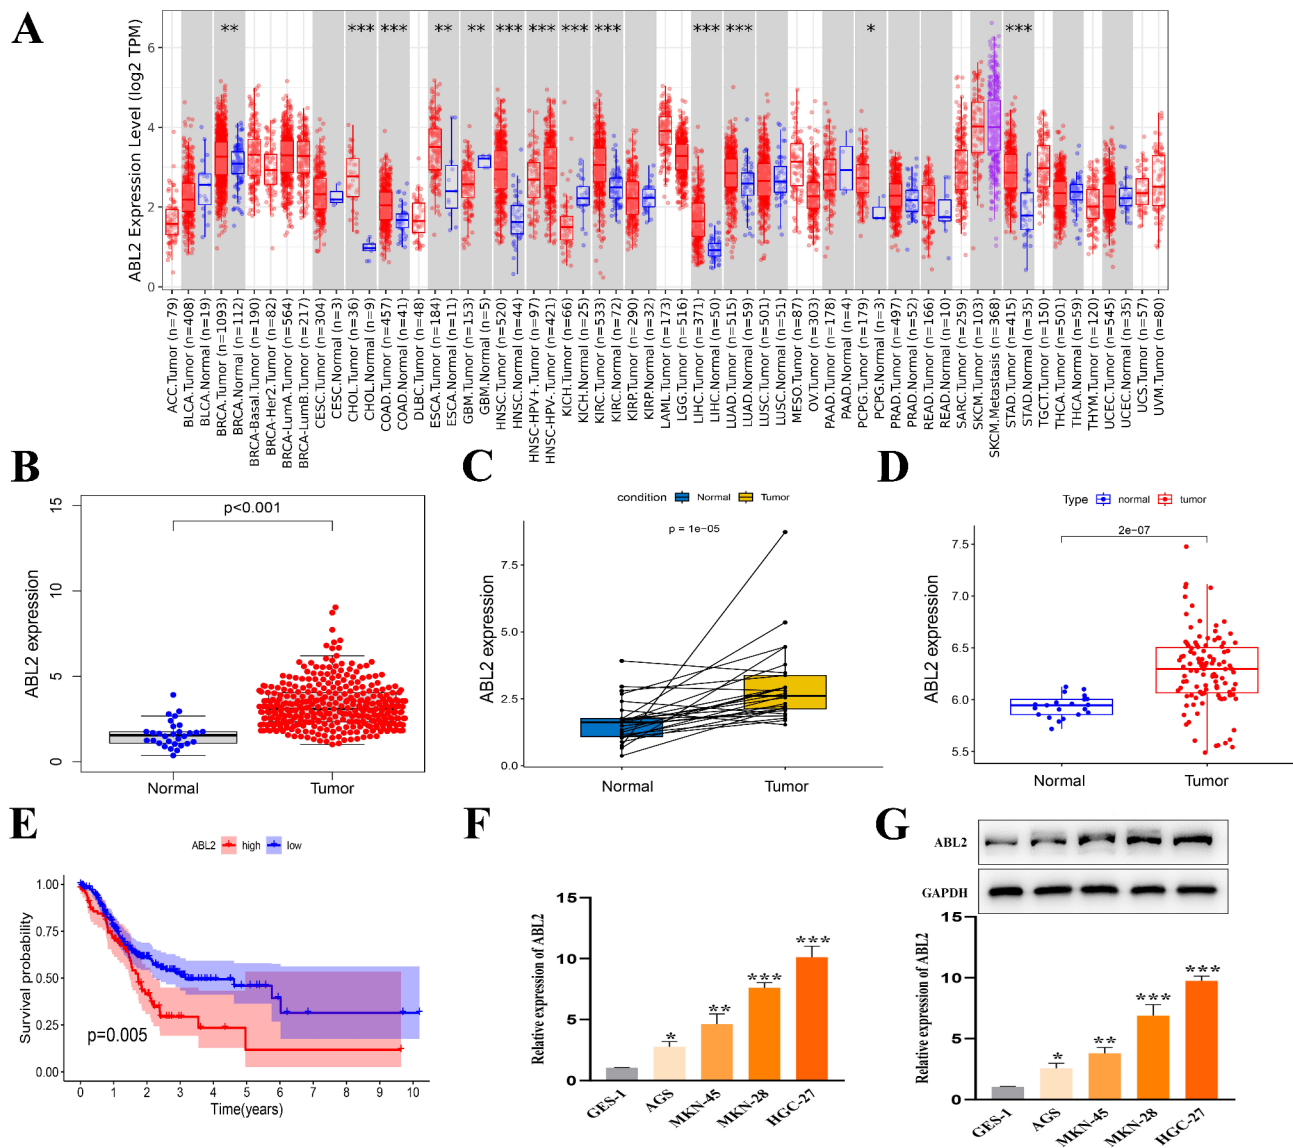 A
ABL2 Expression Level (log2 TPM)
6
4
2
0
** *** *** ** ** *** *** *** *** *** *** * ***
ACC.Tumor (n=79)
BLCA.Tumor (n=408)
BLCA.Normal (n=19)
BRCA.Tumor (n=1093)
BRCA.Normal (n=112)
BRCA-Basal.Tumor (n=190)
BRCA-Her2.Tumor (n=82)
BRCA-LumA.Tumor (n=564)
BRCA-LumB.Tumor (n=217)
CESC.Tumor (n=304)
CESC.Normal (n=3)
CHOL.Tumor (n=36)
CHOL.Normal (n=9)
COAD.Tumor (n=457)
COAD.Normal (n=41)
DLBC.Tumor (n=48)
ESCA.Tumor (n=184)
ESCA.Normal (n=11)
GBM.Tumor (n=153)
GBM.Normal (n=5)
HNSC.Tumor (n=520)
HNSC.Normal (n=44)
HNSC-HPV+.Tumor (n=97)
HNSC-HPV-.Tumor (n=421)
KICH.Tumor (n=66)
KICH.Normal (n=25)
KIRC.Tumor (n=533)
KIRC.Normal (n=72)
KIRP.Tumor (n=290)
KIRP.Normal (n=32)
LAML.Tumor (n=173)
LGG.Tumor (n=516)
LIHC.Tumor (n=371)
LIHC.Normal (n=50)
LUAD.Tumor (n=515)
LUAD.Normal (n=59)
LUSC.Tumor (n=501)
LUSC.Normal (n=51)
MESO.Tumor (n=87)
OV.Tumor (n=303)
PAAD.Tumor (n=178)
PAAD.Normal (n=4)
PCPG.Tumor (n=179)
PCPG.Normal (n=3)
PRAD.Tumor (n=497)
PRAD.Normal (n=52)
READ.Tumor (n=166)
READ.Normal (n=10)
SARC.Tumor (n=259)
SKCM.Tumor (n=103)
SKCM.Metastasis (n=368)
STAD.Tumor (n=415)
STAD.Normal (n=35)
TGCT.Tumor (n=150)
THCA.Tumor (n=501)
THCA.Normal (n=59)
THYM.Tumor (n=120)
UCEC.Tumor (n=545)
UCEC.Normal (n=35)
UCS.Tumor (n=57)
UVM.Tumor (n=80)
B
ABL2 expression
15
10
5
0
p<0.001
Normal Tumor
C
condition Normal Tumor
p = 1e-05
ABL2 expression
7.5
5.0
2.5
0.0
Normal Tumor
D
Type normal tumor
2e-07
ABL2 expression
7.5
7.0
6.5
6.0
5.5
Normal Tumor
E
ABL2 high low
Survival probability
1.00
0.75
0.50
0.25
0.00
p=0.005
0 1 2 3 4 5 6 7 8 9 10
Time(years)
F
Relative expression of ABL2
15
10
5
0
* ** *** ***
GES-1 AGS MKN-45 MKN-28 HGC-27
G
ABL2
GAPDH
Relative expression of ABL2
15
10
5
0
* ** *** ***
GES-1 AGS MKN-45 MKN-28 HGC-27